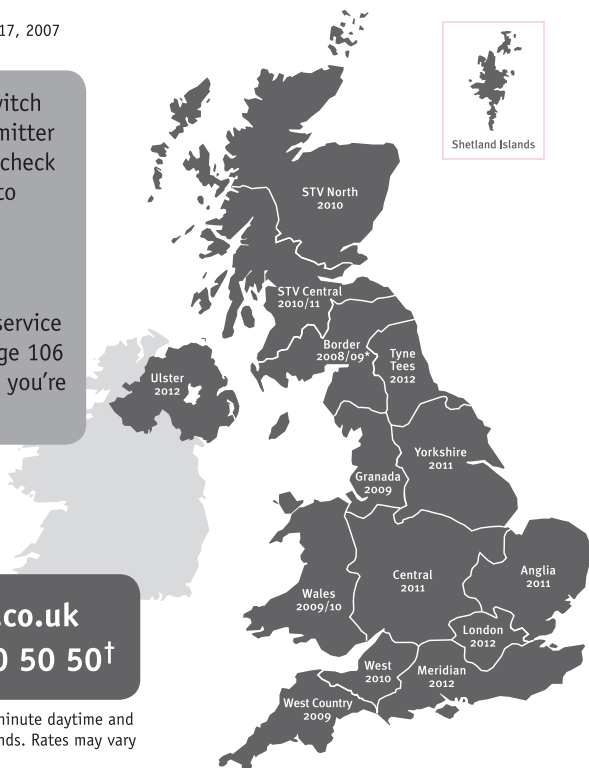 17, 2007
itch
mitter
check
to
service
ge 106
you’re
.co.uk
0 50 50†
minute daytime and
nds. Rates may vary
Shetland Islands
STV North
2010
STV Central
2010/11
Border
2008/09*
Tyne
Tees
2012
Ulster
2012
Yorkshire
2011
Granada
2009
Anglia
2011
Central
2011
Wales
2009/10
London
2012
West
2010
Meridian
2012
West Country
2009